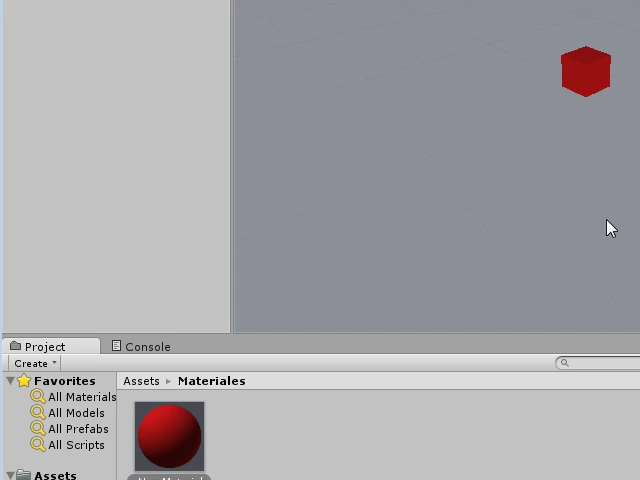 Project
Console
Create
Favorites
Assets
Materiales
All Materials
All Models
All Prefabs
All Scripts
Assets